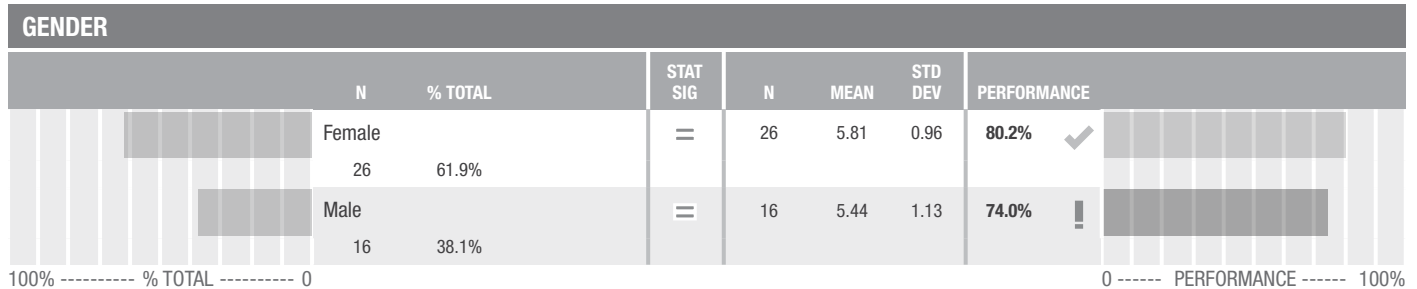 GENDER
N % TOTAL STAT SIG N MEAN STD DEV PERFORMANCE
Female = 26 5.81 0.96 80.2%
26 61.9%
Male = 16 5.44 1.13 74.0% !
16 38.1%
100% ---------- % TOTAL ---------- 0 0 ------ PERFORMANCE ------ 100%